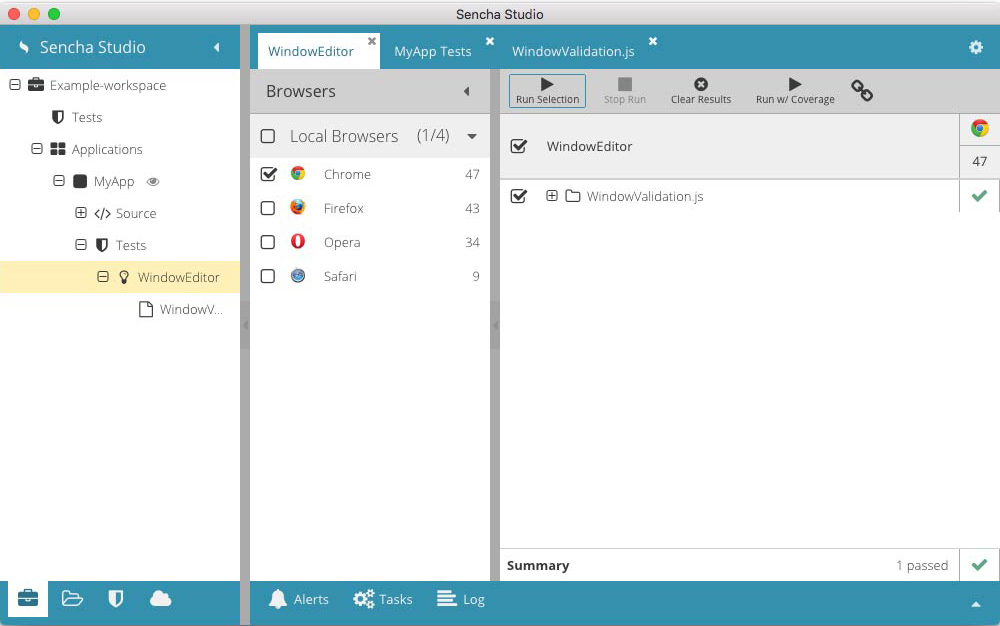 Sencha Studio
Sencha Studio
Example-workspace
Tests
Applications
MyApp
Source
Tests
WindowEditor
WindowV...
WindowEditor
MyApp Tests
WindowValidation.js
Browsers
Local Browsers (1/4)
Chrome 47
Firefox 43
Opera 34
Safari 9
Run Selection
Stop Run
Clear Results
Run w/ Coverage
WindowEditor
47
WindowValidation.js
Summary
1 passed
Alerts
Tasks
Log